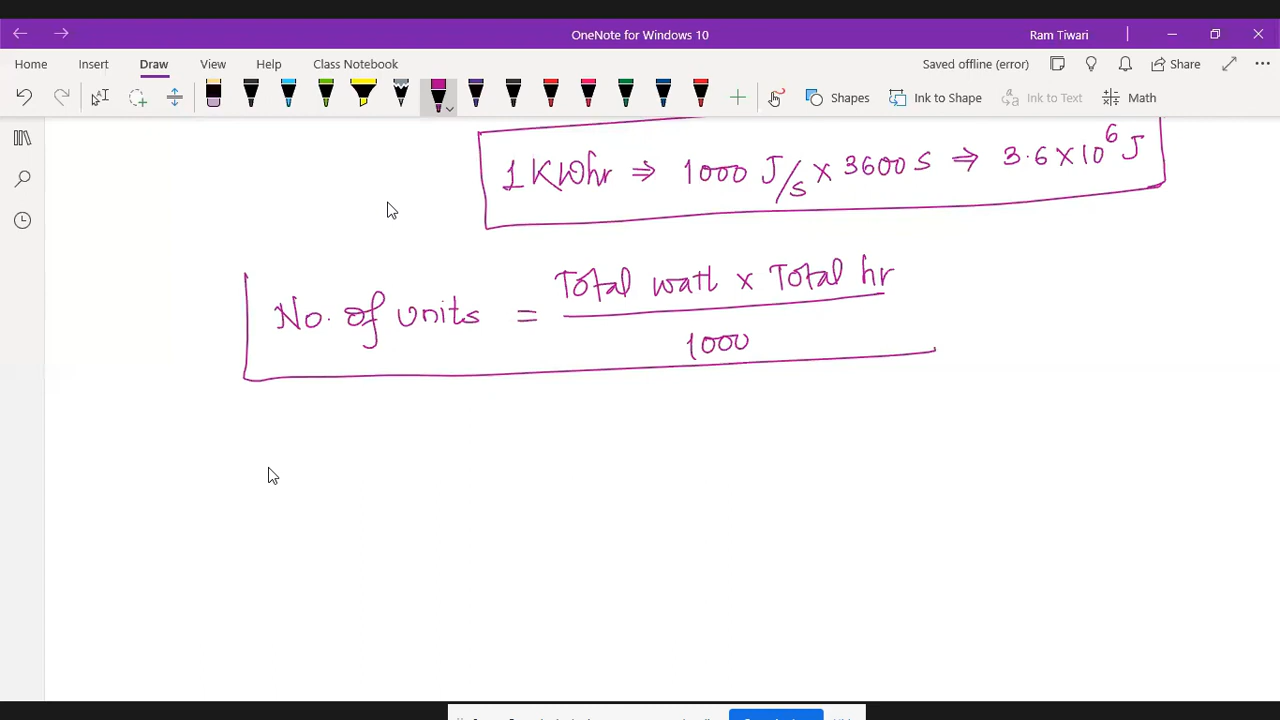 OneNote for Windows 10
Ram Tiwari
Home Insert Draw View Help Class Notebook
Saved offline (error) Share
Shapes Ink to Shape Ink to Text Math
1 KWhr ⇒ 1000 J/s × 3600 s ⇒ 3.6 × 10⁶ J
No. of units = Total watt × Total hr / 1000